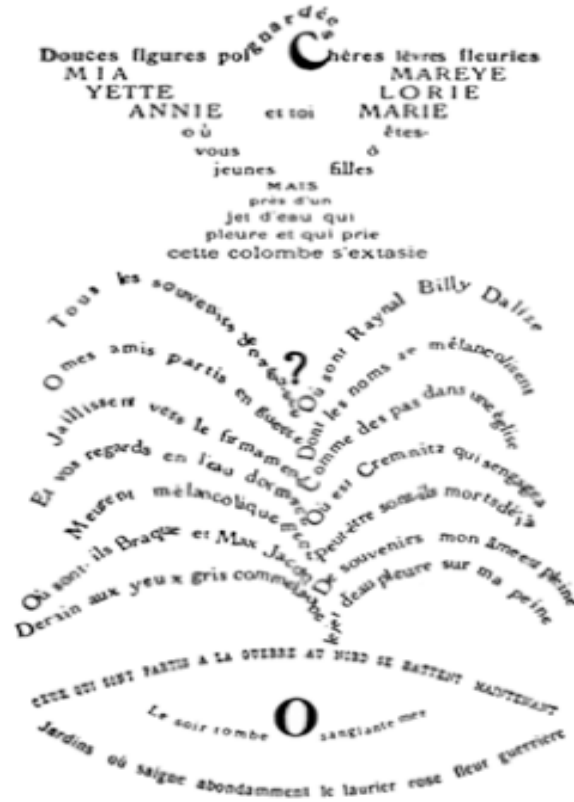 Douces figures poignardées Chères lèvres fleuries
MIA MAREYE
YETTE LORIE
ANNIE et toi MARIE
où êtes-
vous ô
jeunes filles
MAIS
près d'un
jet d'eau qui
pleure et qui prie
cette colombe s'extasie
?
Tous les souvenirs
O mes amis partis en guerre
Jaillissent vers le firmament
Et vos regards en l'eau dormant
Meurent mélancoliquement
Où sont-ils Braque et Max Jacob
Derain aux yeux gris comme l'aube
Où sont Raynal Billy Dalize
Dont les noms se mélancolisent
Comme des pas dans une église
Où est Cremnitz qui s'engagea
Peut-être sont-ils morts déjà
De souvenirs mon âme est pleine
Le jet d'eau pleure sur ma peine
CEUX QUI SONT PARTIS A LA GUERRE AU NORD SE BATTENT MAINTENANT
Le soir tombe O sanglante mer
Jardins où saigne abondamment le laurier rose fleur guerrière